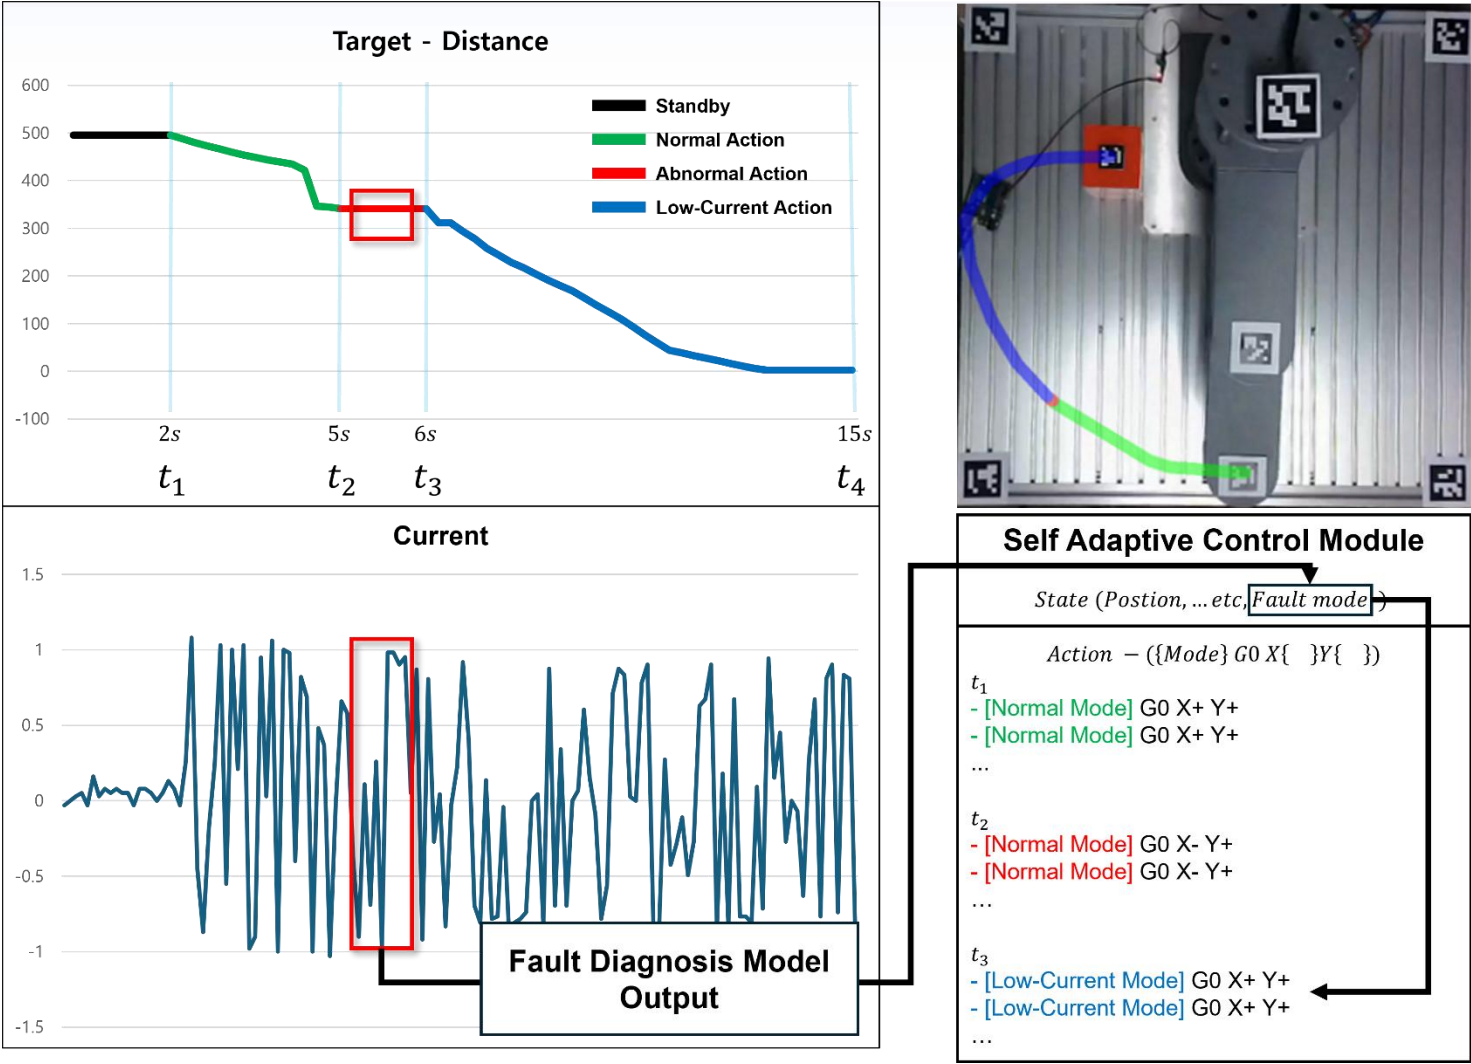 Target - Distance
600
500
400
300
200
100
0
-100
Standby
Normal Action
Abnormal Action
Low-Current Action
2s
5s
6s
15s
t1
t2
t3
t4
Current
1.5
1
0.5
0
-0.5
-1
-1.5
Fault Diagnosis Model
Output
Self Adaptive Control Module
State (Postion, ... etc, Fault mode )
Action − ({Mode} G0 X{ }Y{ })
t1
- [Normal Mode] G0 X+ Y+
- [Normal Mode] G0 X+ Y+
...
t2
- [Normal Mode] G0 X- Y+
- [Normal Mode] G0 X- Y+
...
t3
- [Low-Current Mode] G0 X+ Y+
- [Low-Current Mode] G0 X+ Y+
...